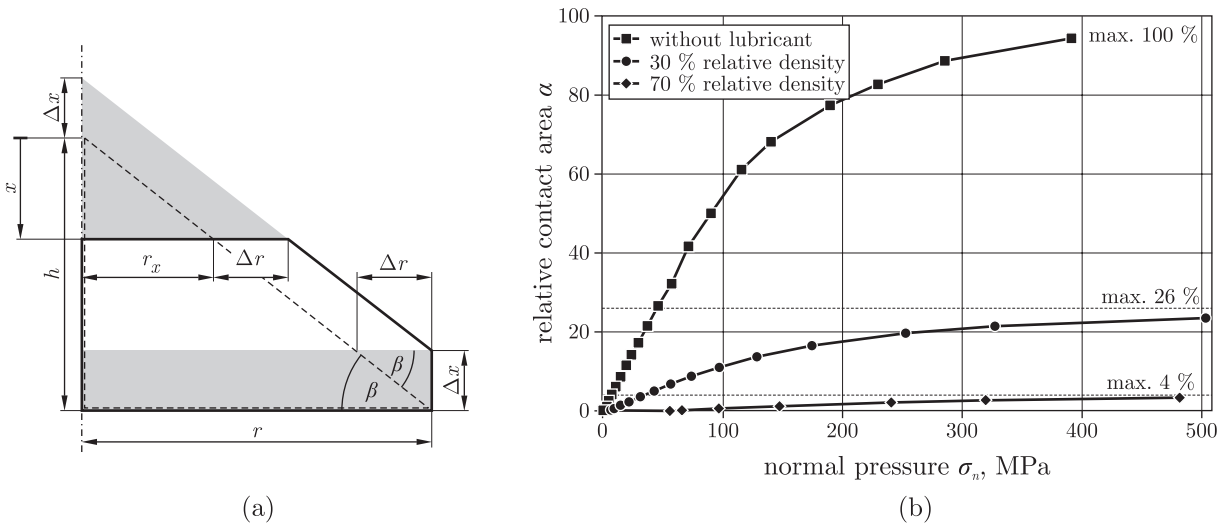 Δx
x
h
r_x
Δr
Δr
β
β
Δx
r
(a)
relative contact area α
100
80
60
40
20
0
without lubricant
30 % relative density
70 % relative density
max. 100 %
max. 26 %
max. 4 %
0
100
200
300
400
500
normal pressure σₙ, MPa
(b)